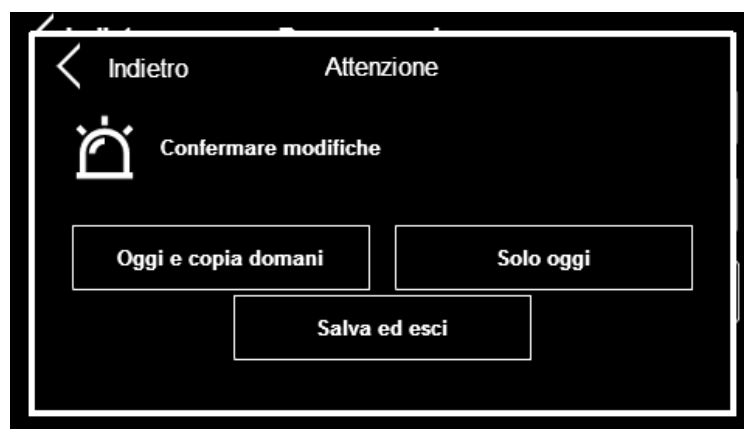 Indietro
Attenzione
Confermare modifiche
Oggi e copia domani
Solo oggi
Salva ed esci